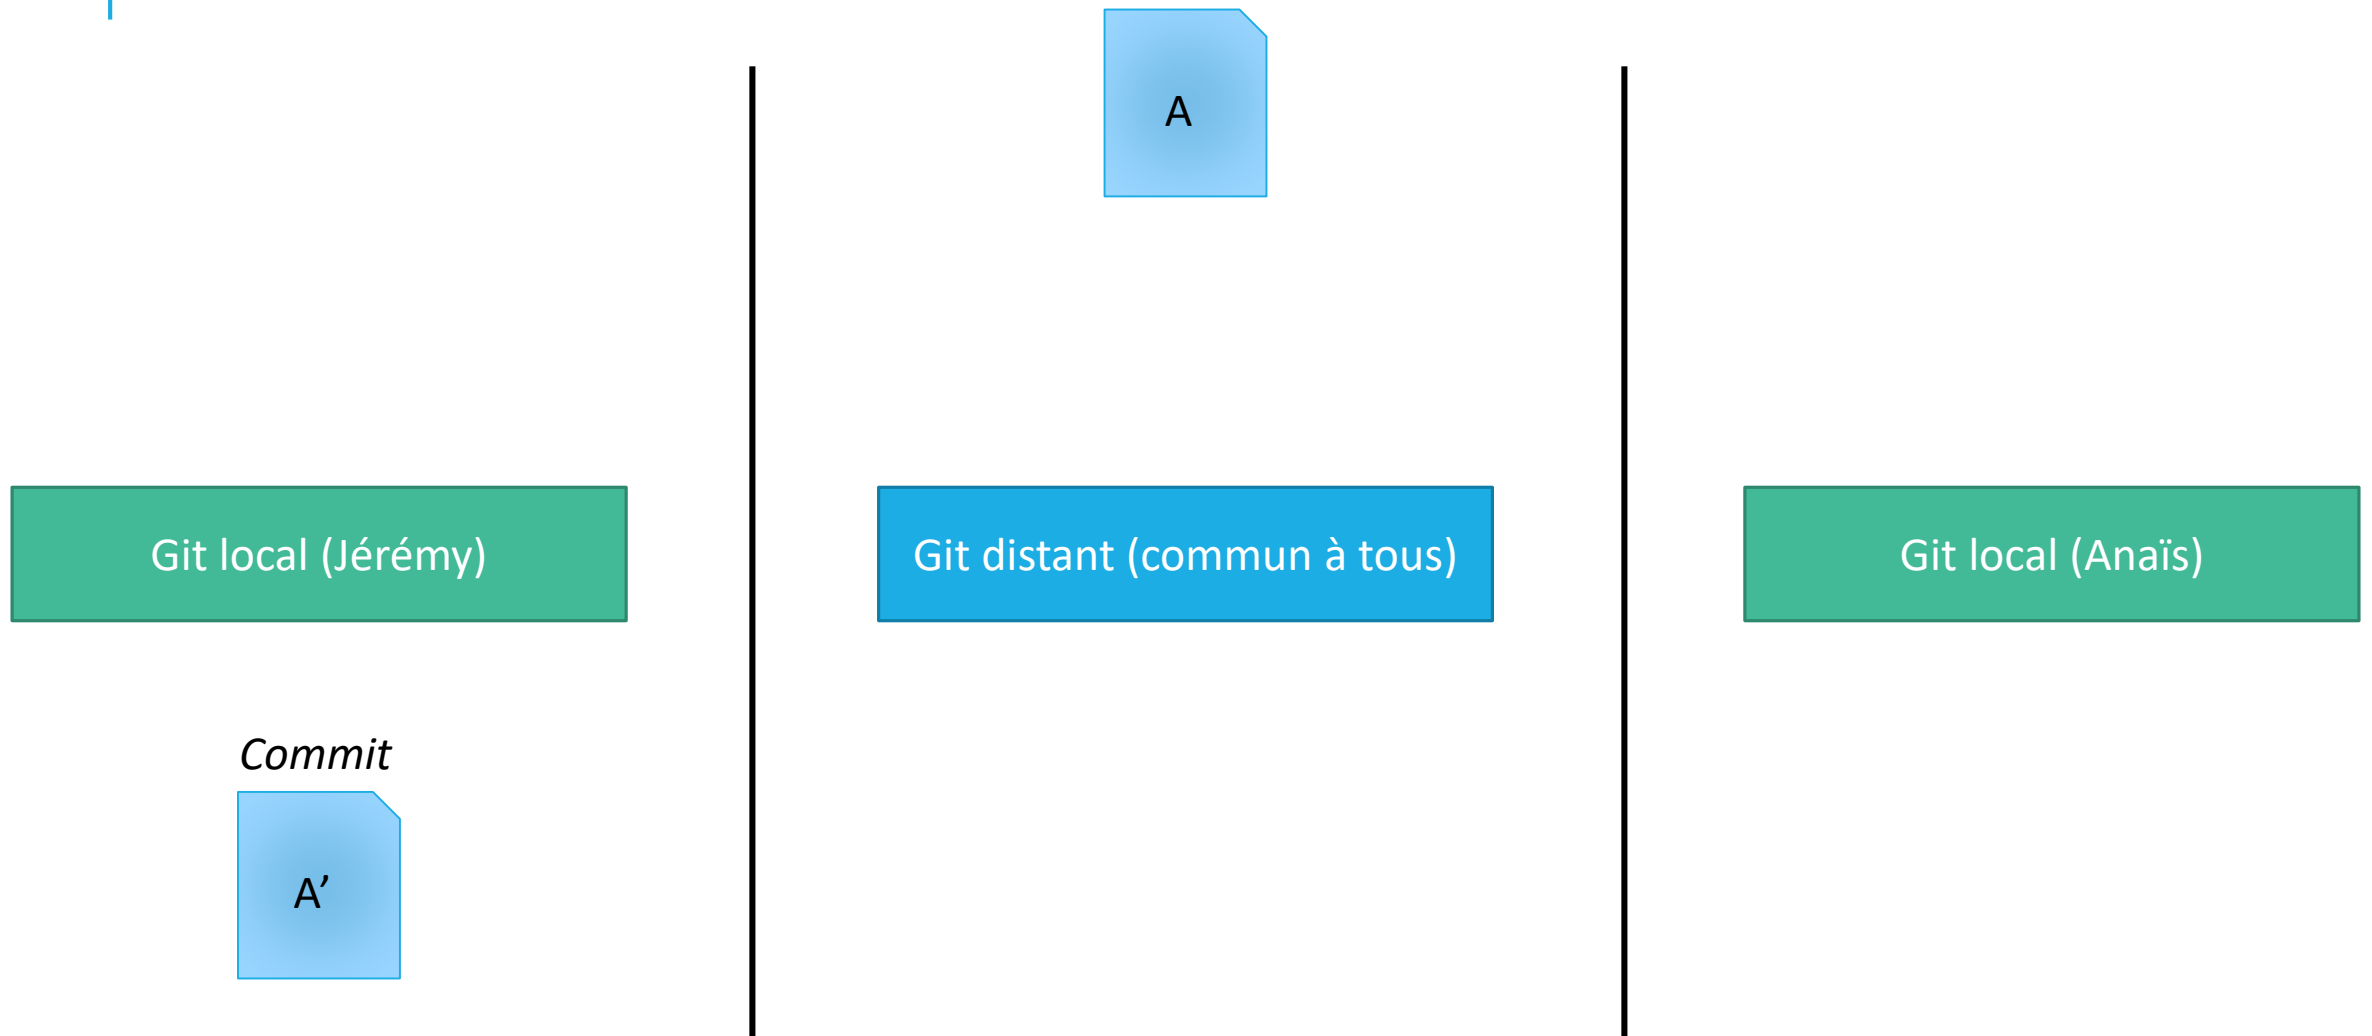 A
Git local (Jérémy)
Git distant (commun à tous)
Git local (Anaïs)
Commit
A’